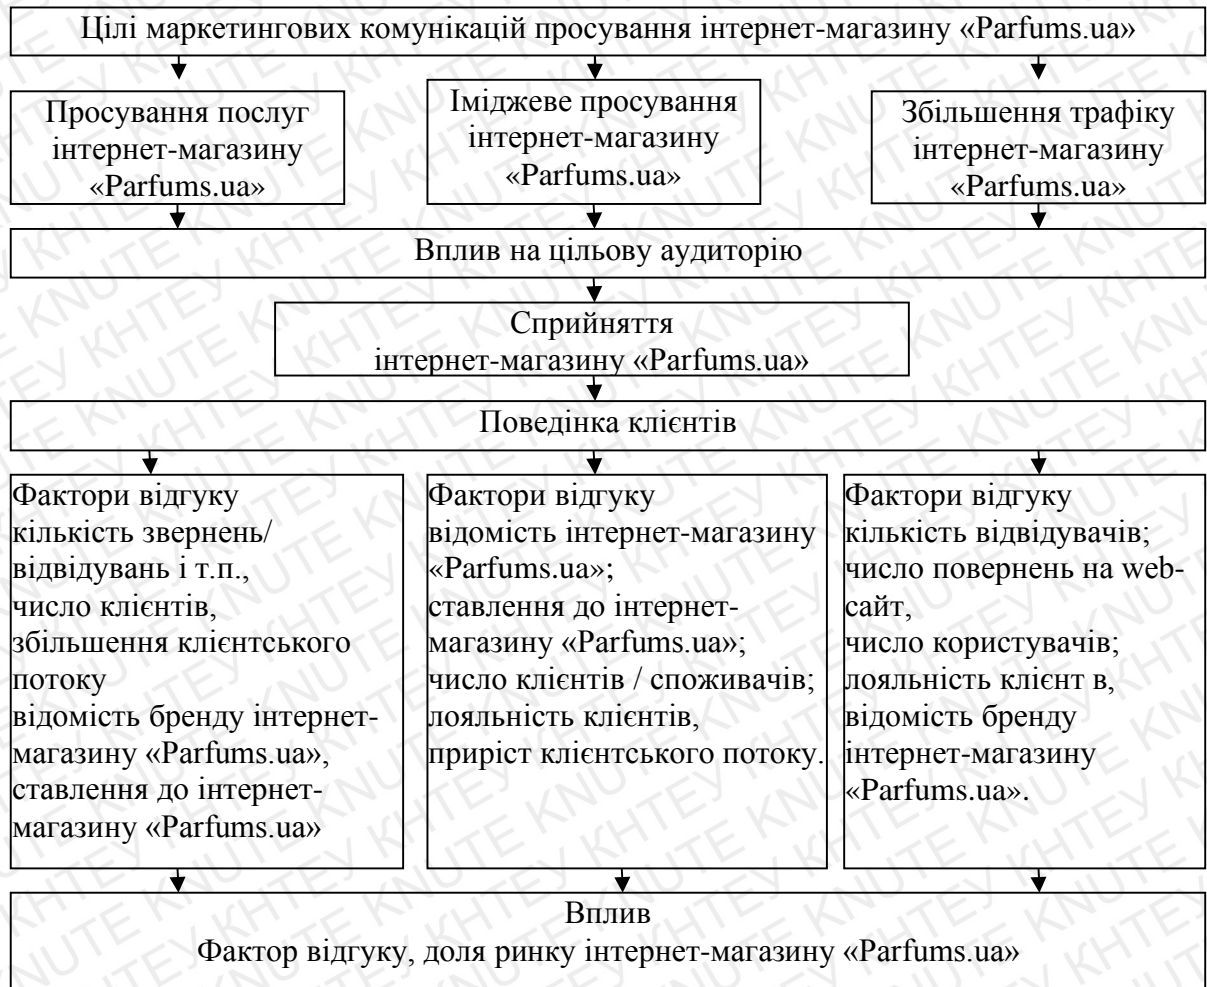 Цілі маркетингових комунікацій просування інтернет-магазину «Parfums.ua»
Просування послуг
інтернет-магазину
«Parfums.ua»
Іміджеве просування
інтернет-магазину
«Parfums.ua»
Збільшення трафіку
інтернет-магазину
«Parfums.ua»
Вплив на цільову аудиторію
Сприйняття
інтернет-магазину «Parfums.ua»
Поведінка клієнтів
Фактори відгуку
кількість звернень/
відвідувань і т.п.,
число клієнтів,
збільшення клієнтського
потоку
відомість бренду інтернет-
магазину «Parfums.ua»,
ставлення до інтернет-
магазину «Parfums.ua»
Фактори відгуку
відомість інтернет-магазину
«Parfums.ua»;
ставлення до інтернет-
магазину «Parfums.ua»;
число клієнтів / споживачів;
лояльність клієнтів,
приріст клієнтського потоку.
Фактори відгуку
кількість відвідувачів;
число повернень на web-
сайт,
число користувачів;
лояльність клієнт в,
відомість бренду
інтернет-магазину
«Parfums.ua».
Вплив
Фактор відгуку, доля ринку інтернет-магазину «Parfums.ua»